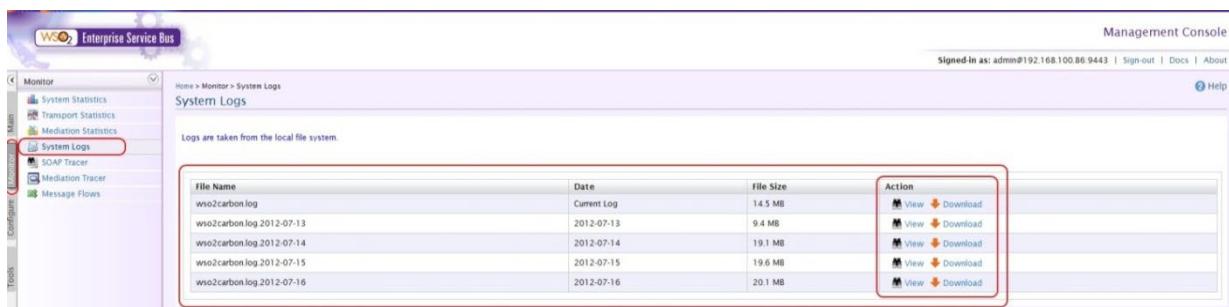 WSO2 Enterprise Service Bus
Management Console
Signed-in as: admin@192.168.100.86:9443 | Sign-out | Docs | About
Main
Monitor
Configure
Tools
Monitor
System Statistics
Transport Statistics
Mediation Statistics
System Logs
SOAP Tracer
Mediation Tracer
Message Flows
Home > Monitor > System Logs
Help
System Logs
Logs are taken from the local file system.
File Name Date File Size Action
wso2carbon.log Current Log 14.5 MB View Download
wso2carbon.log.2012-07-13 2012-07-13 9.4 MB View Download
wso2carbon.log.2012-07-14 2012-07-14 19.1 MB View Download
wso2carbon.log.2012-07-15 2012-07-15 19.6 MB View Download
wso2carbon.log.2012-07-16 2012-07-16 20.1 MB View Download